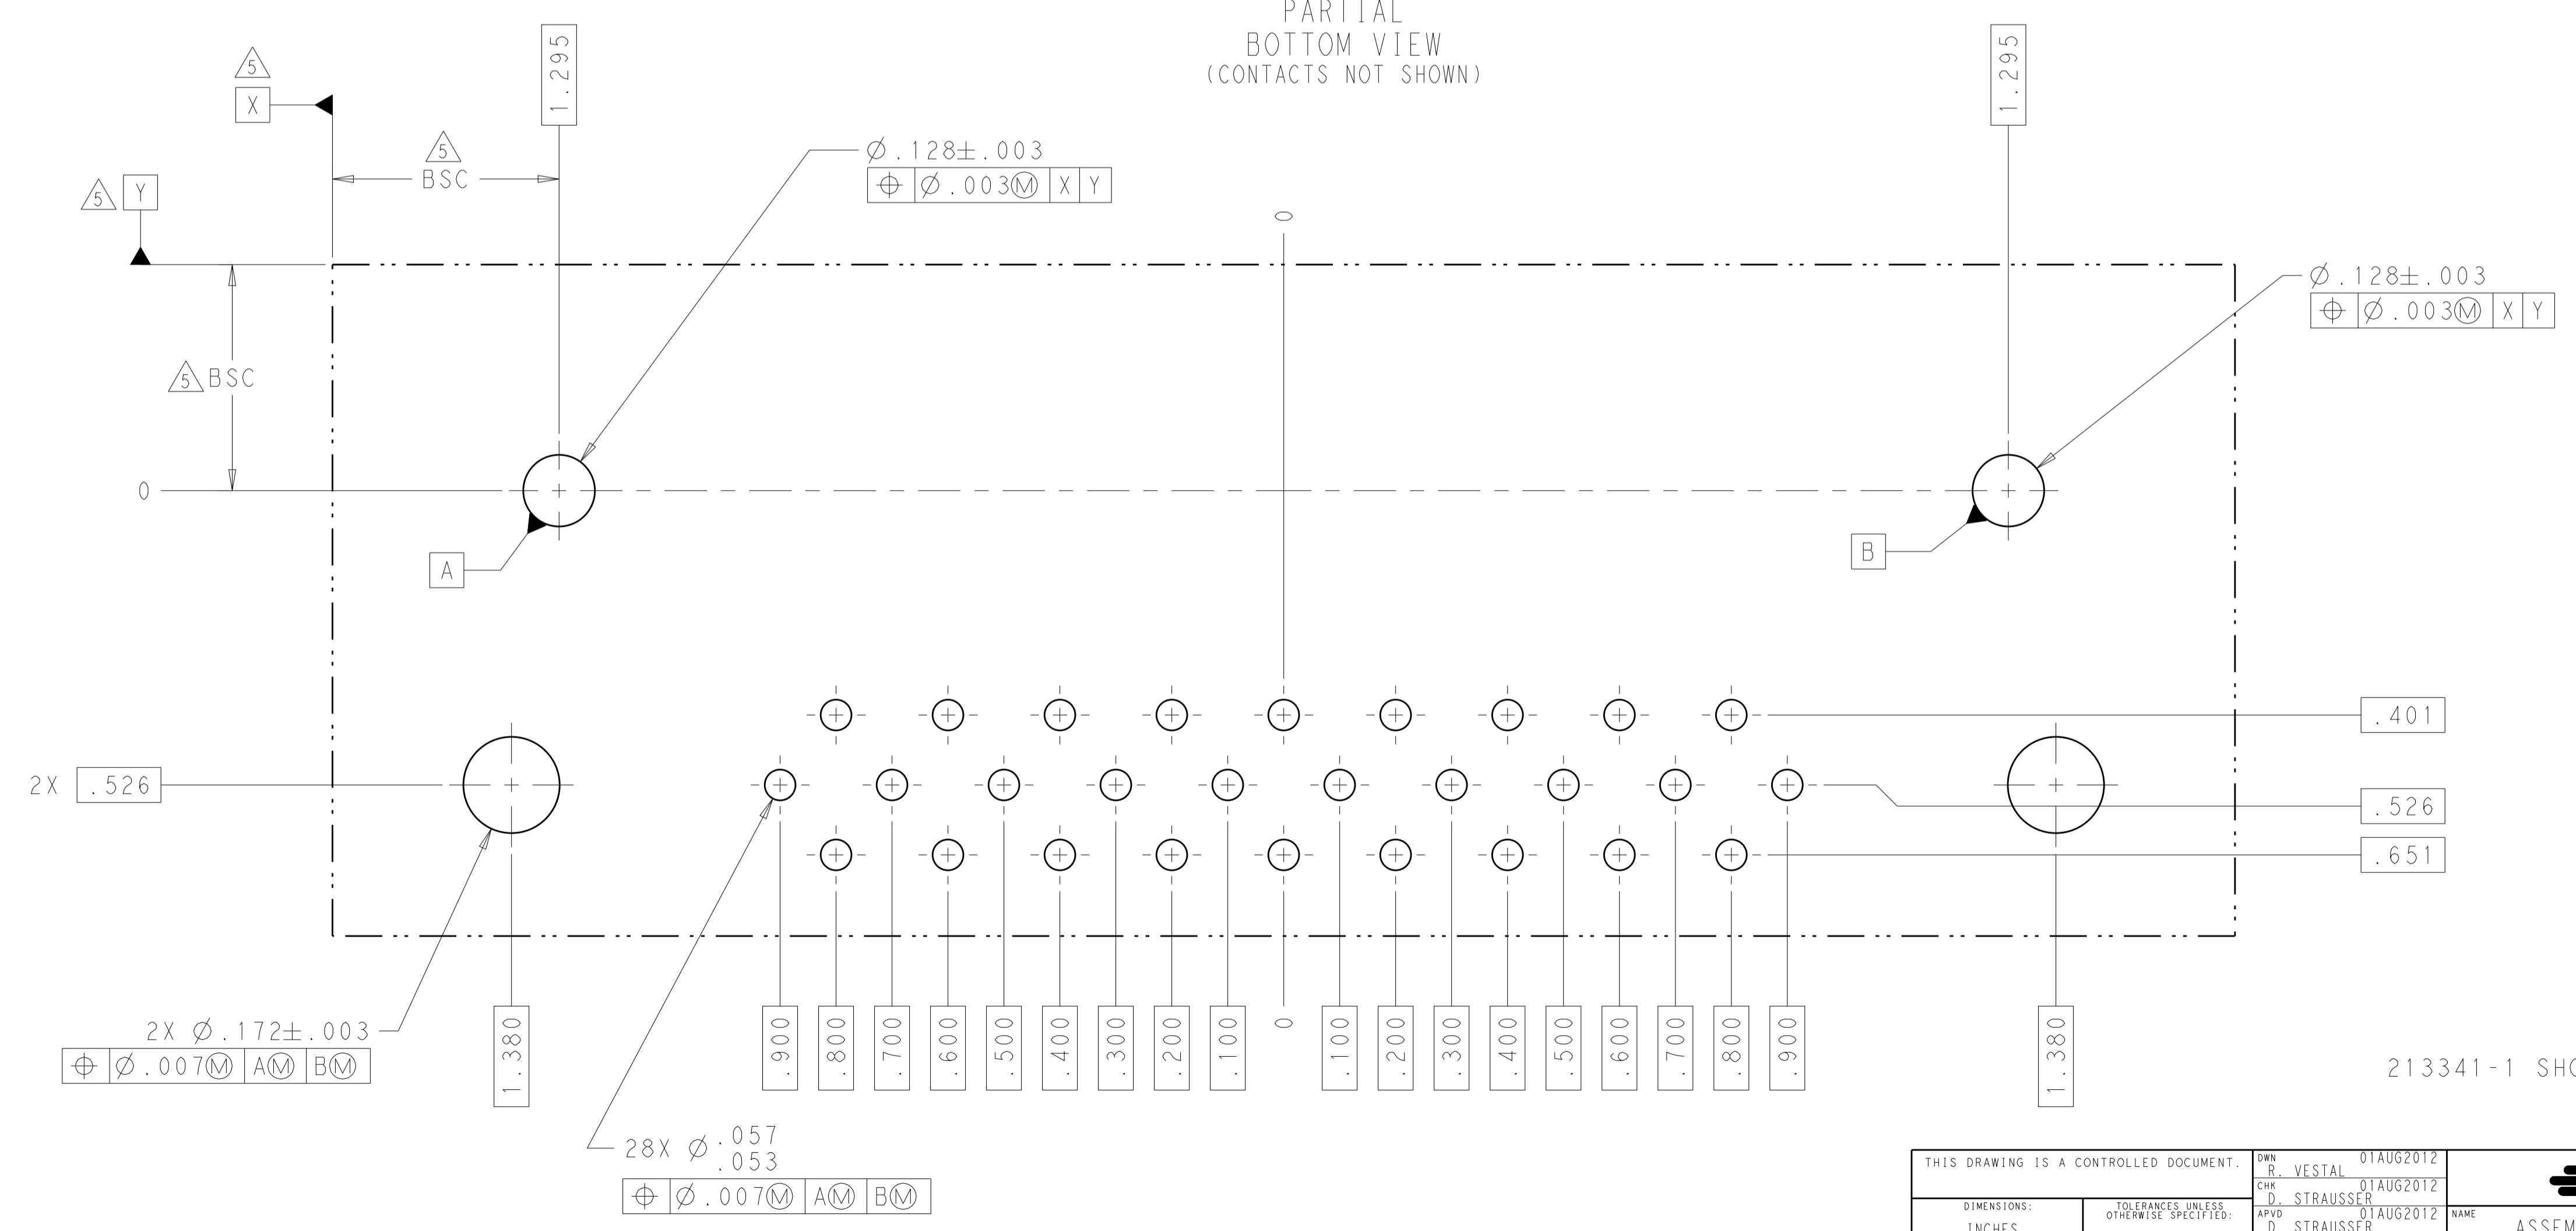 PARTIAL
BOTTOM VIEW
(CONTACTS NOT SHOWN)
1.295
1.295
5
X
5
BSC
5
Y
Ø.128±.003
⌖ Ø.003Ⓜ X Y
0
Ø.128±.003
⌖ Ø.003Ⓜ X Y
5 BSC
0
A
B
.401
2X .526
.526
.651
2X Ø.172±.003
⌖ Ø.007Ⓜ AⓂ BⓂ
1.380
.900
.800
.700
.600
.500
.400
.300
.200
.100
0
.100
.200
.300
.400
.500
.600
.700
.800
.900
1.380
28X Ø .057
.053
⌖ Ø.007Ⓜ AⓂ BⓂ
THIS DRAWING IS A CONTROLLED DOCUMENT.
DIMENSIONS:
INCHES
TOLERANCES UNLESS
OTHERWISE SPECIFIED:
DWN 01AUG2012
R. VESTAL
CHK 01AUG2012
D. STRAUSSER
APVD 01AUG2012
D. STRAUSSER
NAME
213341-1